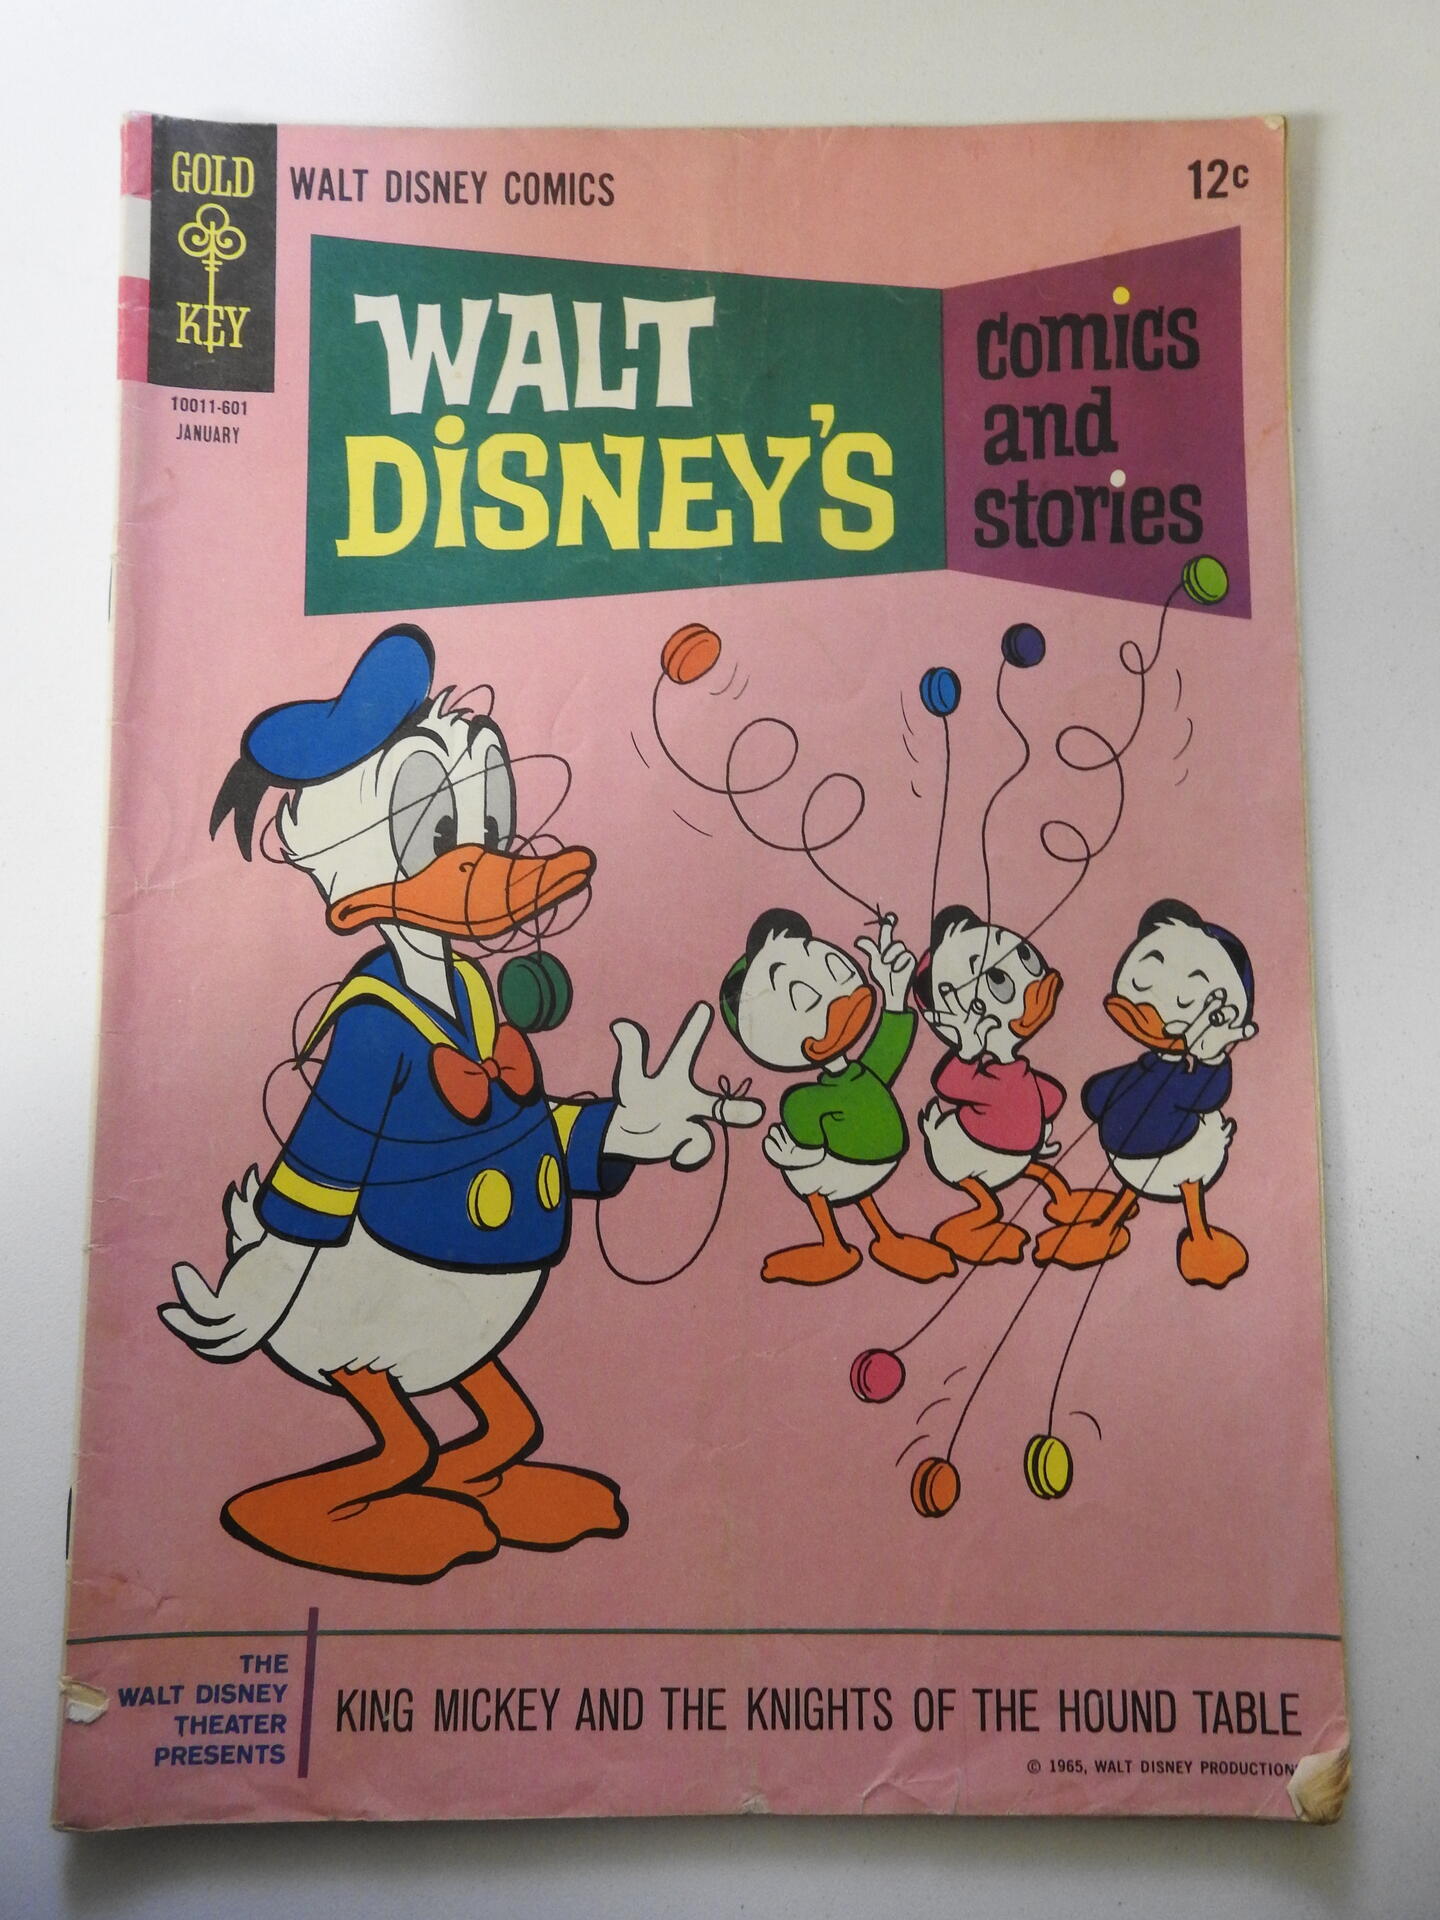 GOLD
KEY
WALT DISNEY COMICS
12c
10011-601
JANUARY
WALT
DiSNEY'S
comics
and
stories
THE
WALT DISNEY
THEATER
PRESENTS
KING MICKEY AND THE KNIGHTS OF THE HOUND TABLE
© 1965, WALT DISNEY PRODUCTION